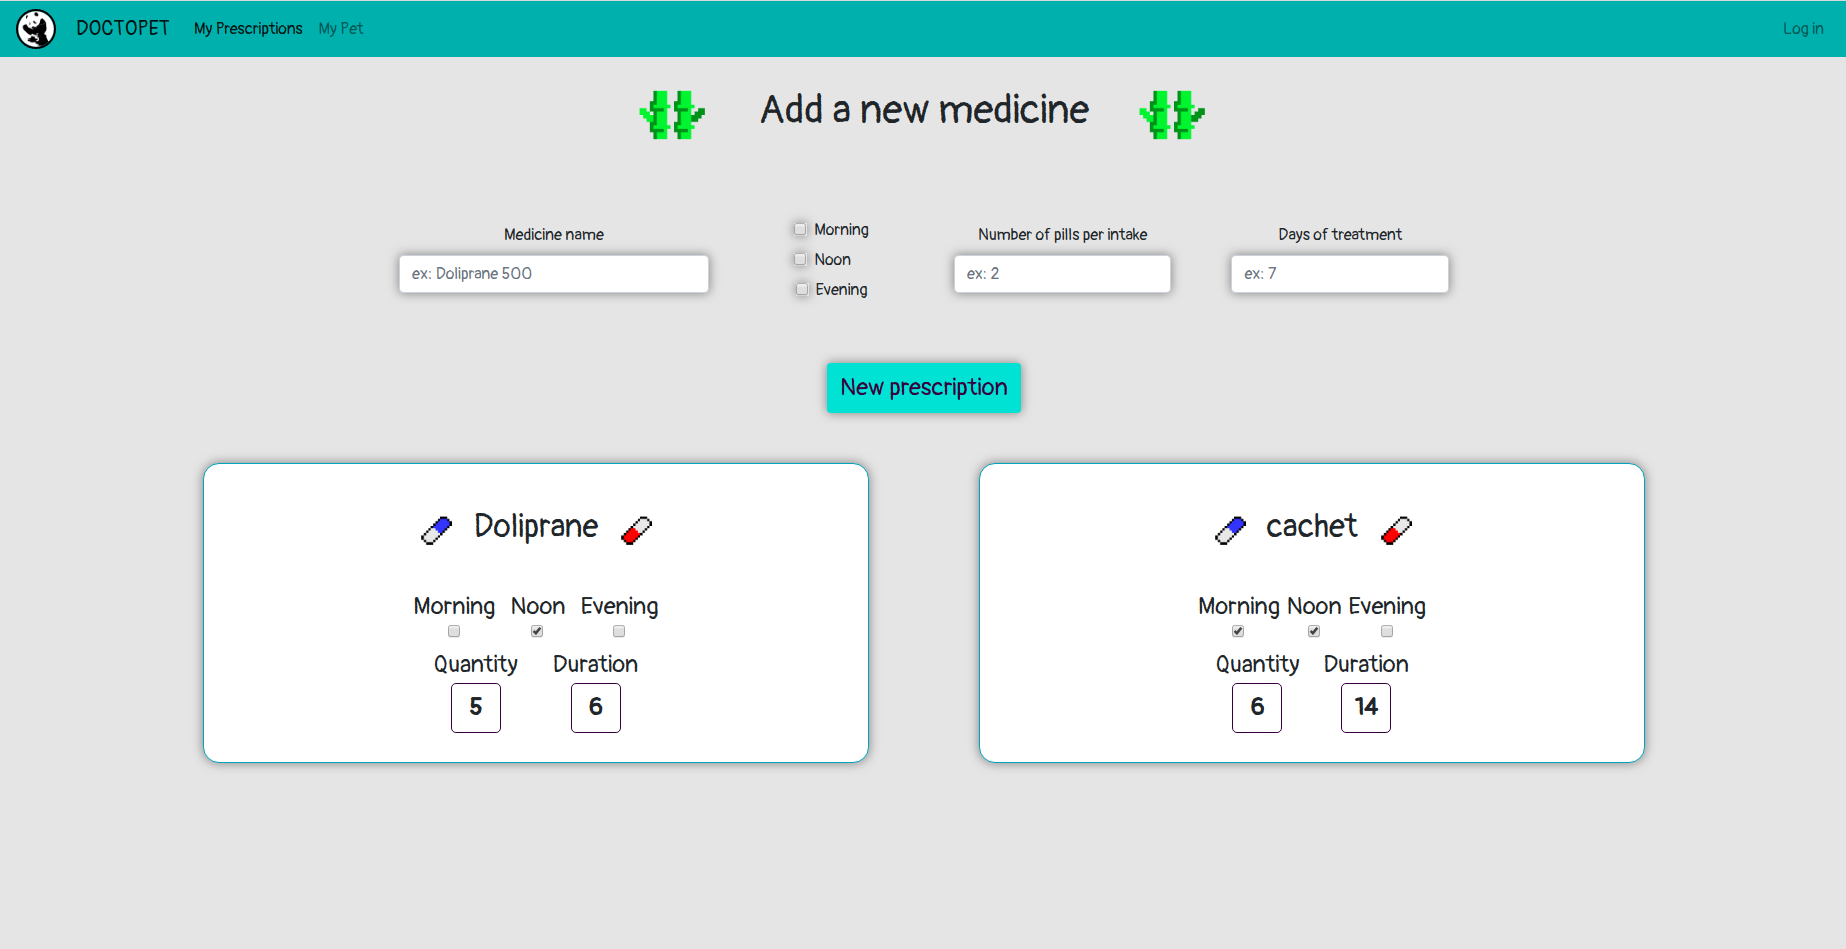 DOCTOPET My Prescriptions My Pet Log in
Add a new medicine
Medicine name
ex: Doliprane 500
Morning
Noon
Evening
Number of pills per intake
ex: 2
Days of treatment
ex: 7
New prescription
Doliprane
Morning Noon Evening
Quantity Duration
5 6
cachet
Morning Noon Evening
Quantity Duration
6 14